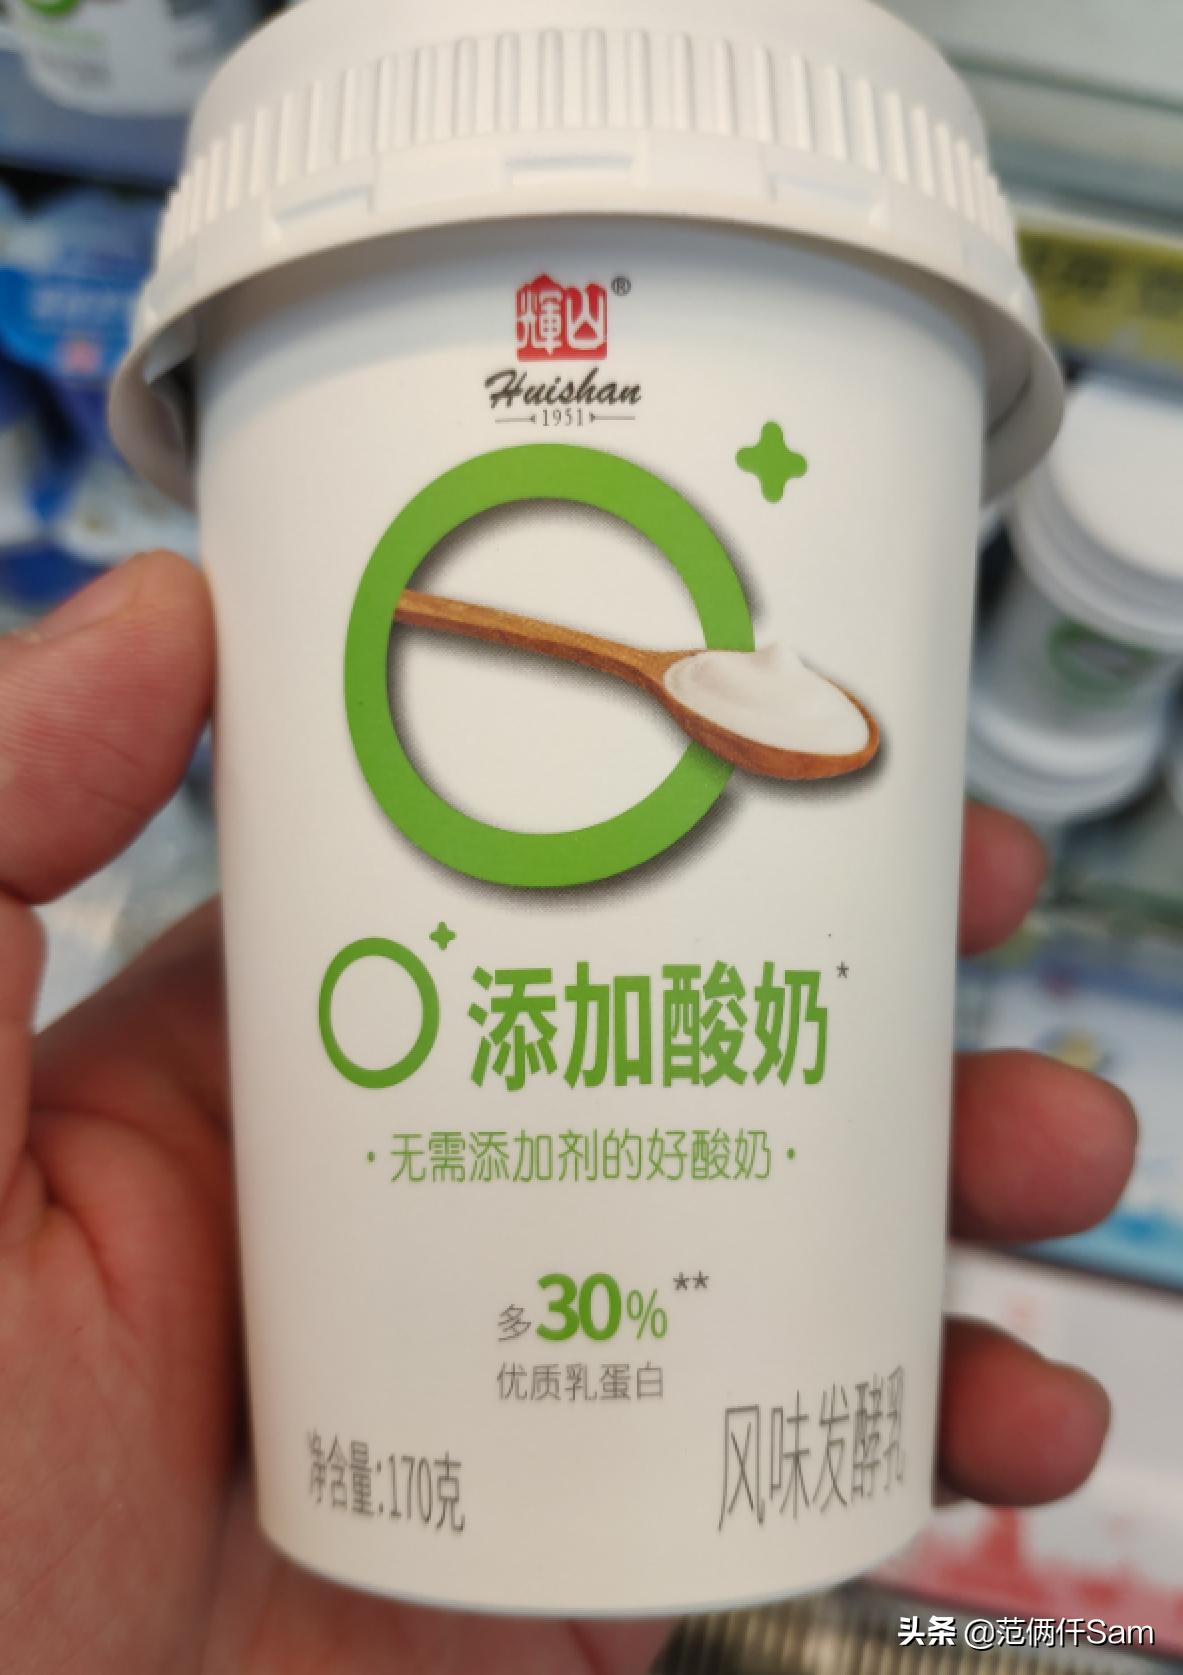 輝山®
Huishan
1951
0+添加酸奶*
·无需添加剂的好酸奶·
多30%**
优质乳蛋白
净含量:170克
风味发酵乳
头条 @范俩仟Sam